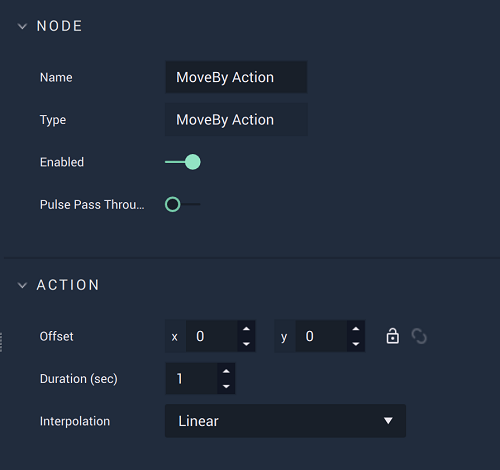 NODE
Name MoveBy Action
Type MoveBy Action
Enabled
Pulse Pass Throu...
ACTION
Offset x 0 y 0
Duration (sec) 1
Interpolation Linear